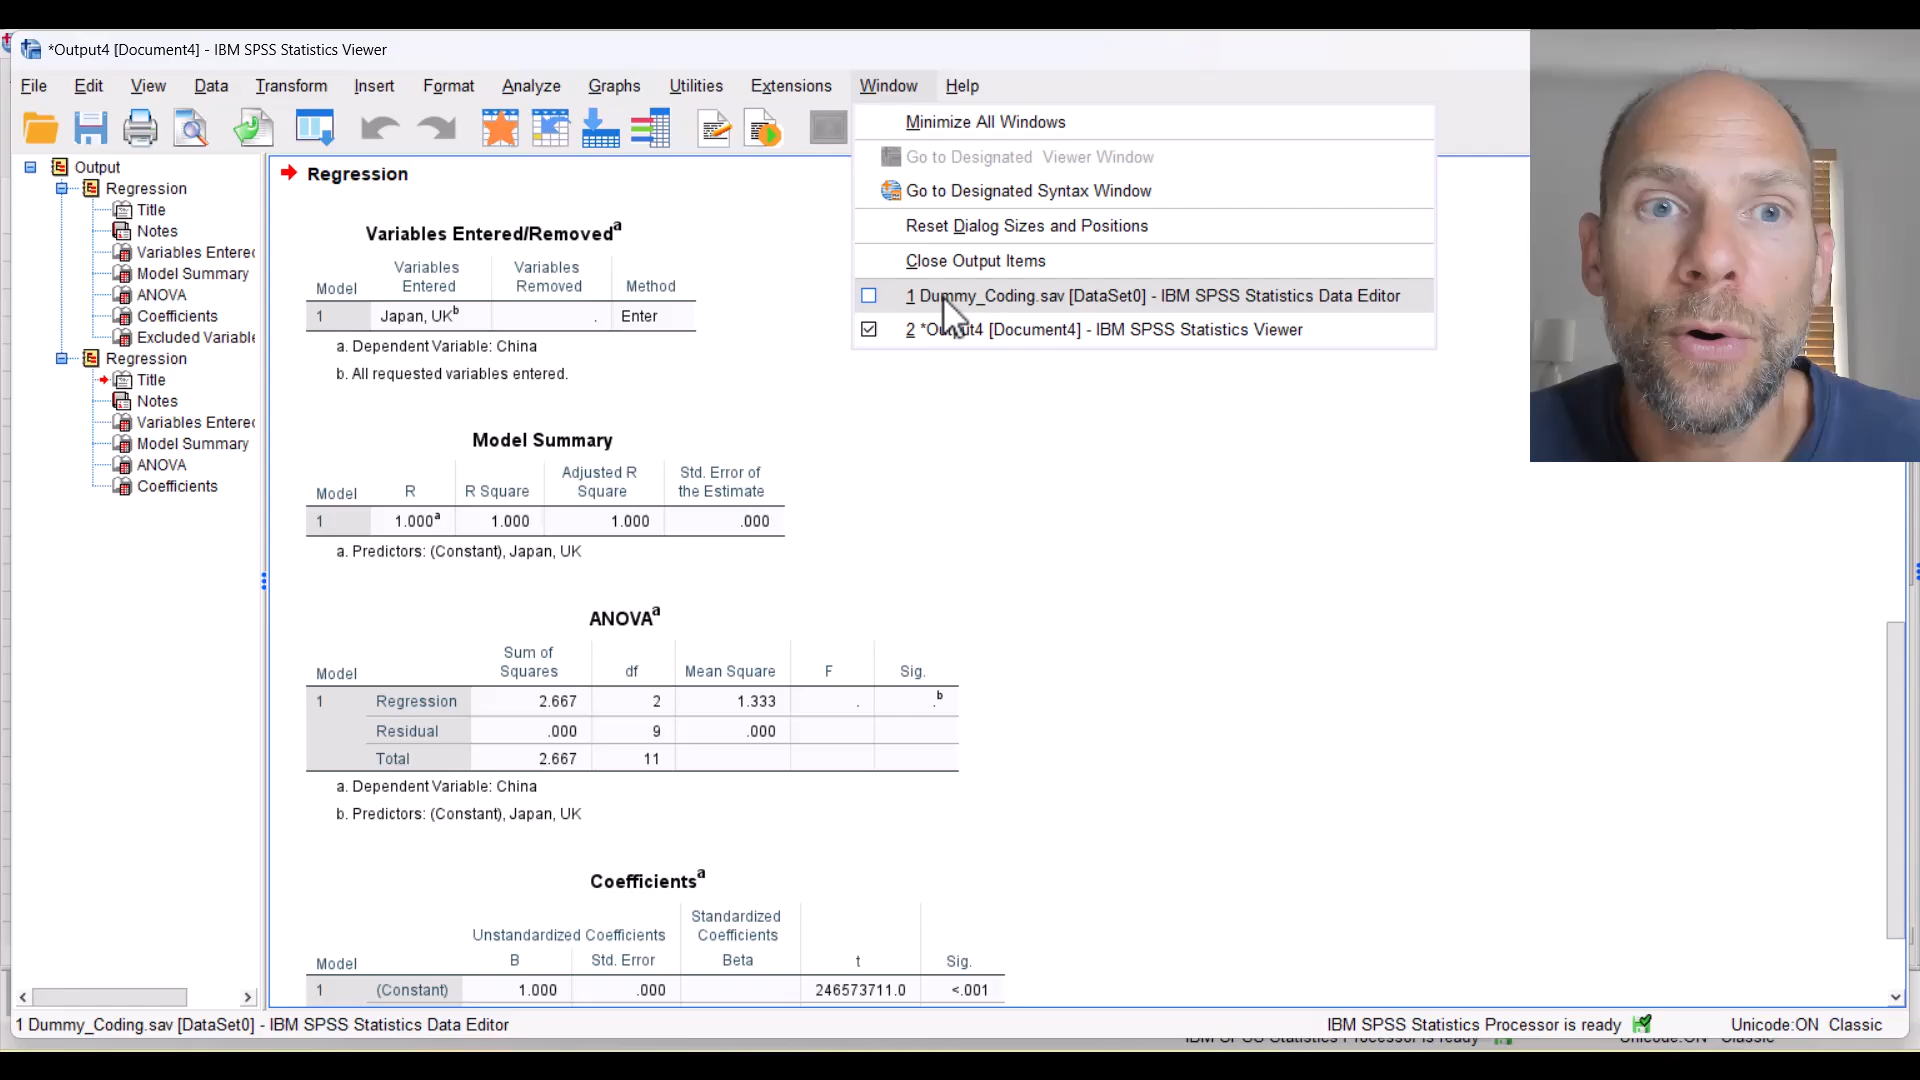 *Output4 [Document4] - IBM SPSS Statistics Viewer
File Edit View Data Transform Insert Format Analyze Graphs Utilities Extensions Window Help
Minimize All Windows
Go to Designated Viewer Window
Go to Designated Syntax Window
Reset Dialog Sizes and Positions
Close Output Items
1 Dummy_Coding.sav [DataSet0] - IBM SPSS Statistics Data Editor
2 *Output4 [Document4] - IBM SPSS Statistics Viewer
Output
Regression
Title
Notes
Variables Entered
Model Summary
ANOVA
Coefficients
Excluded Variable
Regression
Title
Notes
Variables Entered
Model Summary
ANOVA
Coefficients
Regression
Variables Entered/Removed a
Model Variables Entered Variables Removed Method
1 Japan, UK b . Enter
a. Dependent Variable: China
b. All requested variables entered.
Model Summary
Model R R Square Adjusted R Square Std. Error of the Estimate
1 1.000 a 1.000 1.000 .000
a. Predictors: (Constant), Japan, UK
ANOVA a
Model Sum of Squares df Mean Square F Sig.
1 Regression 2.667 2 1.333 . . b
Residual .000 9 .000
Total 2.667 11
a. Dependent Variable: China
b. Predictors: (Constant), Japan, UK
Coefficients a
Unstandardized Coefficients Standardized Coefficients
Model B Std. Error Beta t Sig.
1 (Constant) 1.000 .000 246573711.0 <.001
1 Dummy_Coding.sav [DataSet0] - IBM SPSS Statistics Data Editor IBM SPSS Statistics Processor is ready Unicode:ON Classic